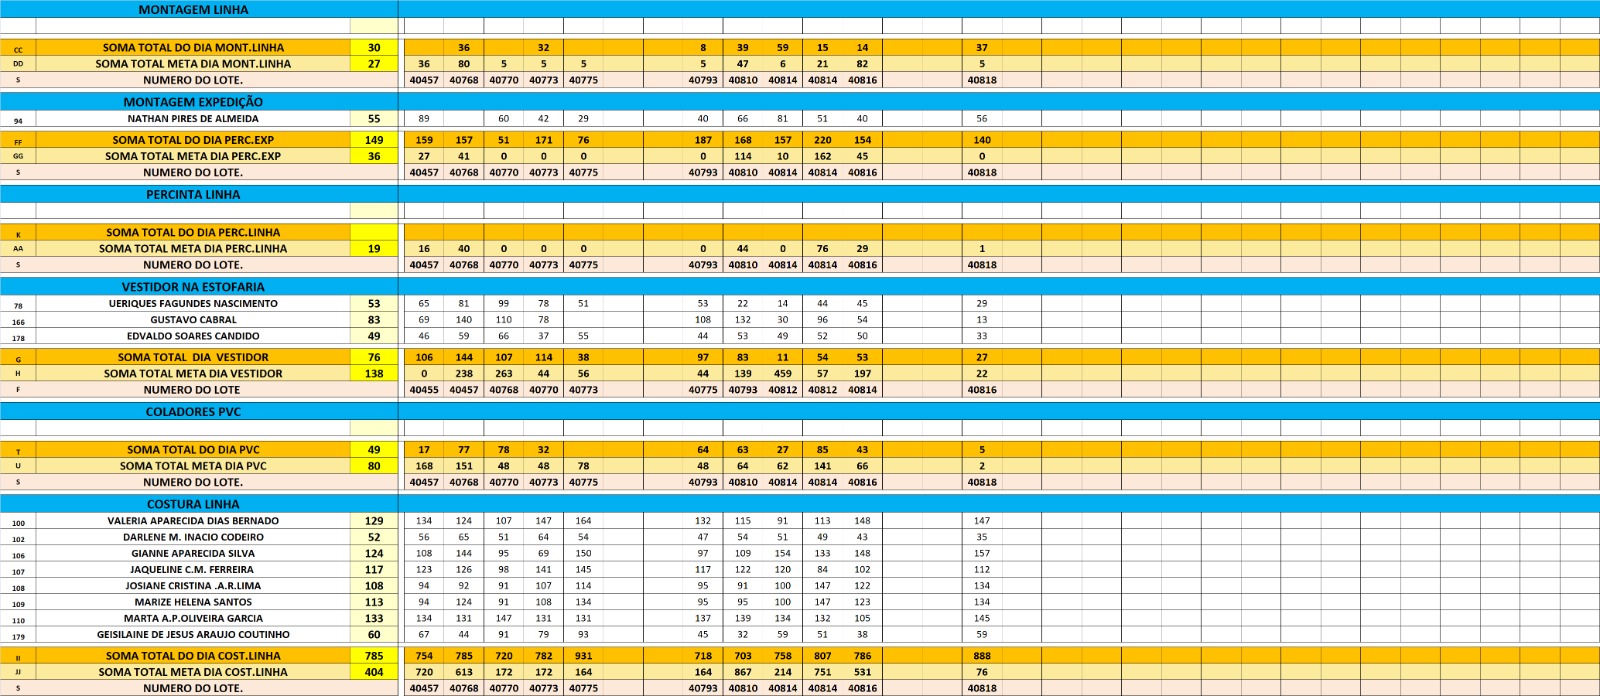 MONTAGEM LINHA
CC SOMA TOTAL DO DIA MONT.LINHA 30 36 32 8 39 59 15 14 37
DD SOMA TOTAL META DIA MONT.LINHA 27 36 80 5 5 5 5 47 6 21 82 5
S NUMERO DO LOTE. 40457 40768 40770 40773 40775 40793 40810 40814 40814 40816 40818
MONTAGEM EXPEDIÇÃO
94 NATHAN PIRES DE ALMEIDA 55 89 60 42 29 40 66 81 51 40 56
FF SOMA TOTAL DO DIA PERC.EXP 149 159 157 51 171 76 187 168 157 220 154 140
GG SOMA TOTAL META DIA PERC.EXP 36 27 41 0 0 0 0 114 10 162 45 0
S NUMERO DO LOTE. 40457 40768 40770 40773 40775 40793 40810 40814 40814 40816 40818
PERCINTA LINHA
K SOMA TOTAL DO DIA PERC.LINHA
AA SOMA TOTAL META DIA PERC.LINHA 19 16 40 0 0 0 0 44 0 76 29 1
S NUMERO DO LOTE. 40457 40768 40770 40773 40775 40793 40810 40814 40814 40816 40818
VESTIDOR NA ESTOFARIA
78 UERIQUES FAGUNDES NASCIMENTO 53 65 81 99 78 51 53 22 14 44 45 29
166 GUSTAVO CABRAL 83 69 140 110 78 108 132 30 96 54 13
178 EDVALDO SOARES CANDIDO 49 46 59 66 37 55 44 53 49 52 50 33
G SOMA TOTAL DIA VESTIDOR 76 106 144 107 114 38 97 83 11 54 53 27
H SOMA TOTAL META DIA VESTIDOR 138 0 238 263 44 56 44 139 459 57 197 22
F NUMERO DO LOTE 40455 40457 40768 40770 40773 40775 40793 40812 40812 40814 40816
COLADORES PVC
T SOMA TOTAL DO DIA PVC 49 17 77 78 32 64 63 27 85 43 5
U SOMA TOTAL META DIA PVC 80 168 151 48 48 78 48 64 62 141 66 2
S NUMERO DO LOTE. 40457 40768 40770 40773 40775 40793 40810 40814 40814 40816 40818
COSTURA LINHA
100 VALERIA APARECIDA DIAS BERNADO 129 134 124 107 147 164 132 115 91 113 148 147
102 DARLENE M. INACIO CODEIRO 52 56 65 51 64 54 47 54 51 49 43 35
106 GIANNE APARECIDA SILVA 124 108 144 95 69 150 97 109 154 133 148 157
107 JAQUELINE C.M. FERREIRA 117 123 126 98 141 145 117 122 120 84 102 112
108 JOSIANE CRISTINA .A.R.LIMA 108 94 92 91 107 114 95 91 100 147 122 134
109 MARIZE HELENA SANTOS 113 94 124 91 108 134 95 95 100 147 123 134
110 MARTA A.P.OLIVEIRA GARCIA 133 131 131 147 131 131 137 139 134 132 105 145
179 GEISILAINE DE JESUS ARAUJO COUTINHO 60 67 44 91 79 93 45 32 59 51 38 59
II SOMA TOTAL DO DIA COST.LINHA 785 754 785 720 782 931 718 703 758 807 786 888
JJ SOMA TOTAL META DIA COST.LINHA 404 720 613 172 172 164 164 867 214 751 531 76
S NUMERO DO LOTE. 40457 40768 40770 40773 40775 40793 40810 40814 40814 40816 40818